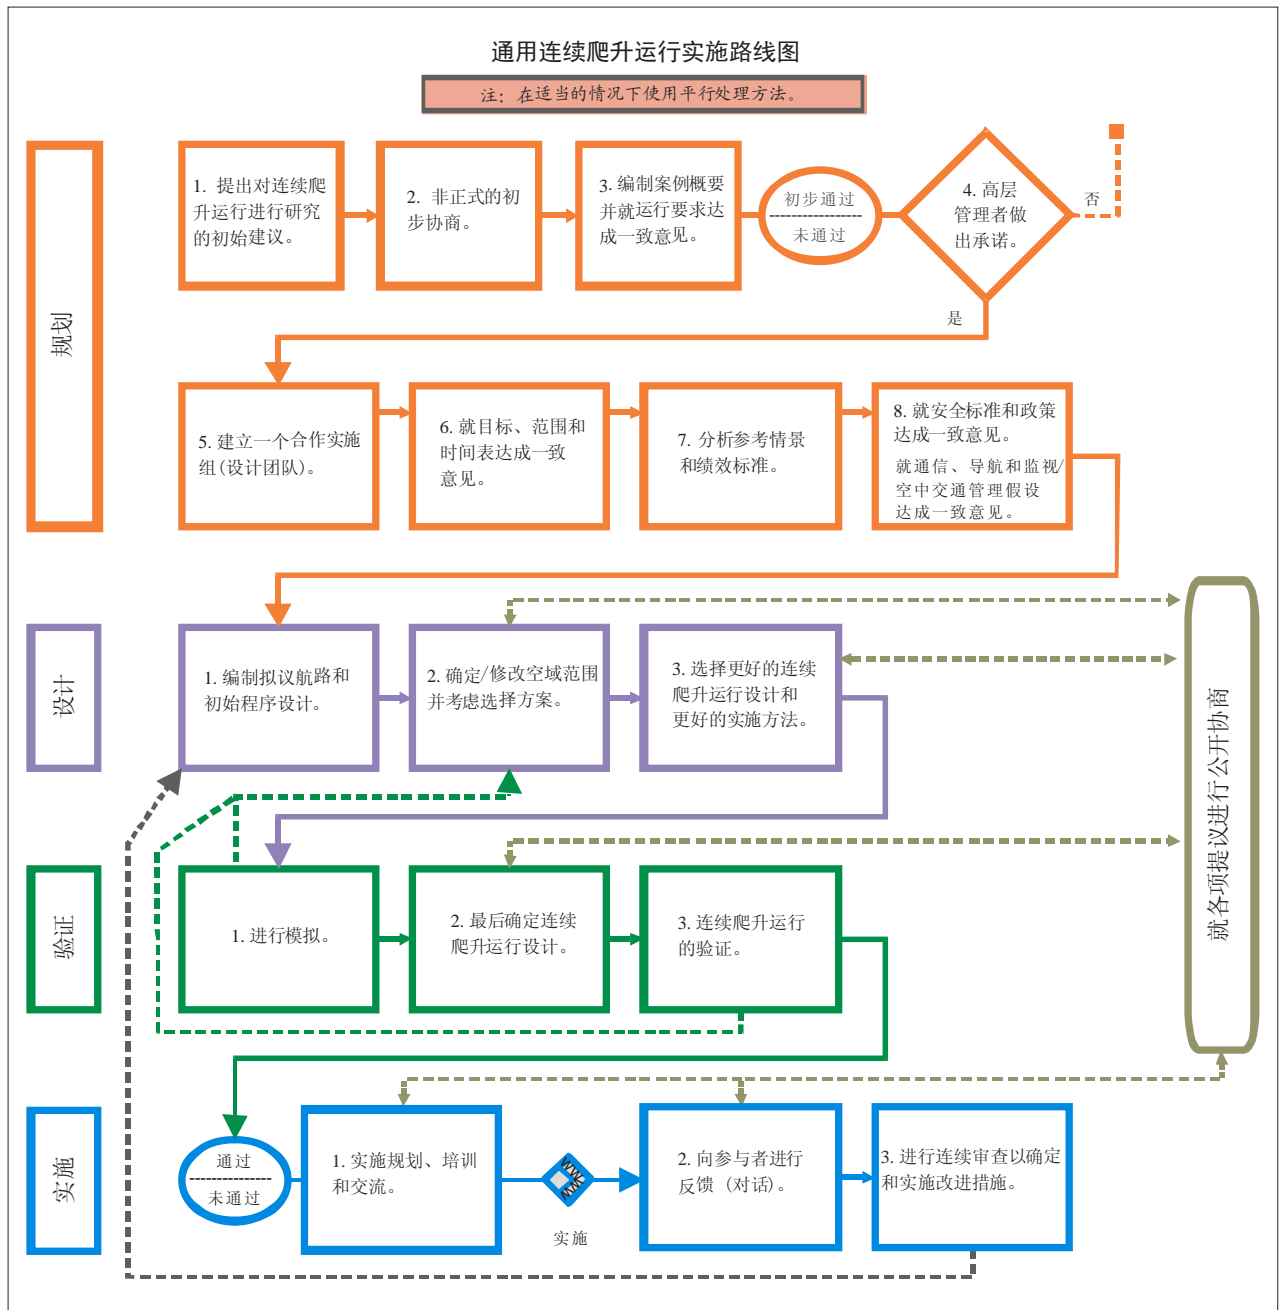 通用连续爬升运行实施路线图
注：在适当的情况下使用平行处理方法。
规划
1. 提出对连续爬
升运行进行研究
的初始建议。
2. 非正式的初
步协商。
3. 编制案例概要
并就运行要求达
成一致意见。
初步通过
未通过
4. 高层
管理者做
出承诺。
否
是
5. 建立一个合作实施
组(设计团队)。
6. 就目标、范围和
时间表达成一致
意见。
7. 分析参考情景
和绩效标准。
8. 就安全标准和政策
达成一致意见。
就通信、导航和监视/
空中交通管理假设
达成一致意见。
设计
1. 编制拟议航路和
初始程序设计。
2. 确定/修改空域范围
并考虑选择方案。
3. 选择更好的连续
爬升运行设计和
更好的实施方法。
就各项提议进行公开协商
验证
1. 进行模拟。
2. 最后确定连续
爬升运行设计。
3. 连续爬升运行
的验证。
实施
通过
未通过
1. 实施规划、培训
和交流。
实施
2. 向参与者进行
反馈（对话）。
3. 进行连续审查以确定
和实施改进措施。